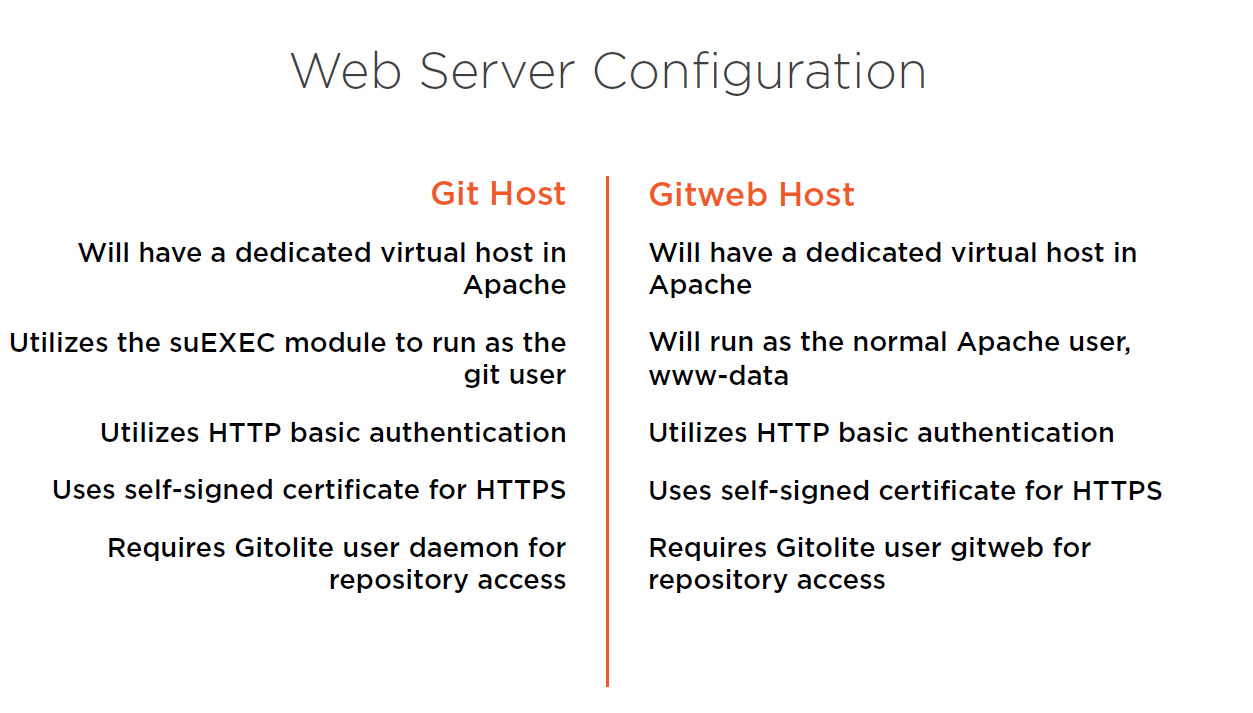 Web Server Configuration
Git Host
Will have a dedicated virtual host in
Apache
Utilizes the suEXEC module to run as the
git user
Utilizes HTTP basic authentication
Uses self-signed certificate for HTTPS
Requires Gitolite user daemon for
repository access
Gitweb Host
Will have a dedicated virtual host in
Apache
Will run as the normal Apache user,
www-data
Utilizes HTTP basic authentication
Uses self-signed certificate for HTTPS
Requires Gitolite user gitweb for
repository access